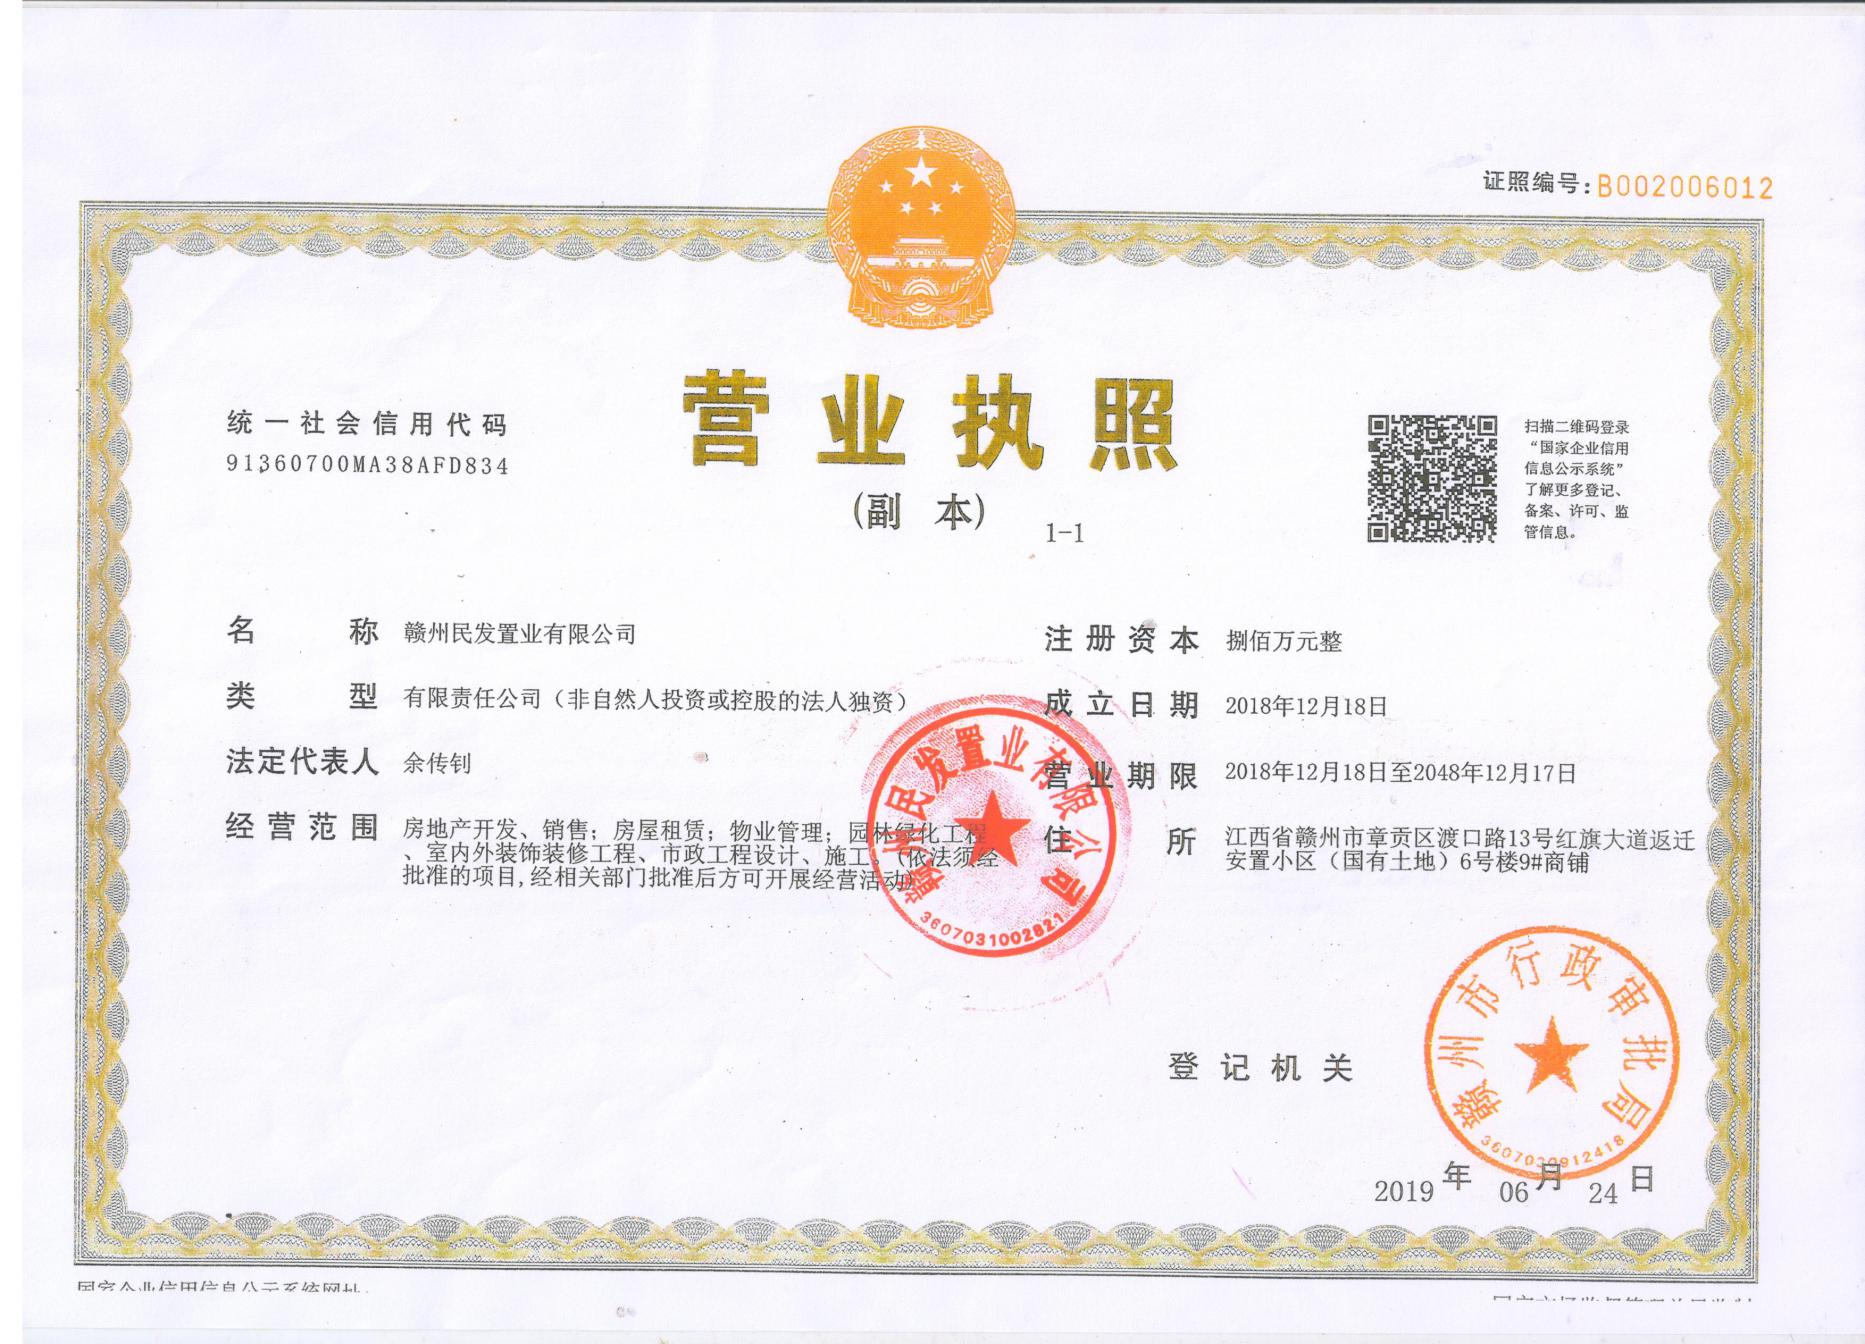 证照编号:B002006012
营业执照
(副 本)
1-1
统一社会信用代码
91360700MA38AFD834
扫描二维码登录
“国家企业信用
信息公示系统”
了解更多登记、
备案、许可、监
管信息。
名称 赣州民发置业有限公司
类型 有限责任公司（非自然人投资或控股的法人独资）
法定代表人 余传钊
经营范围 房地产开发、销售；房屋租赁；物业管理；园林绿化工程
、室内外装饰装修工程、市政工程设计、施工。(依法须经
批准的项目,经相关部门批准后方可开展经营活动)
注册资本 捌佰万元整
成立日期 2018年12月18日
营业期限 2018年12月18日至2048年12月17日
住所 江西省赣州市章贡区渡口路13号红旗大道返迁
安置小区（国有土地）6号楼9#商铺
赣州民发置业有限公司
3607031002821
登记机关
赣州市行政审批局
3607030912418
2019年06月24日
国家企业信用信息公示系统网址: